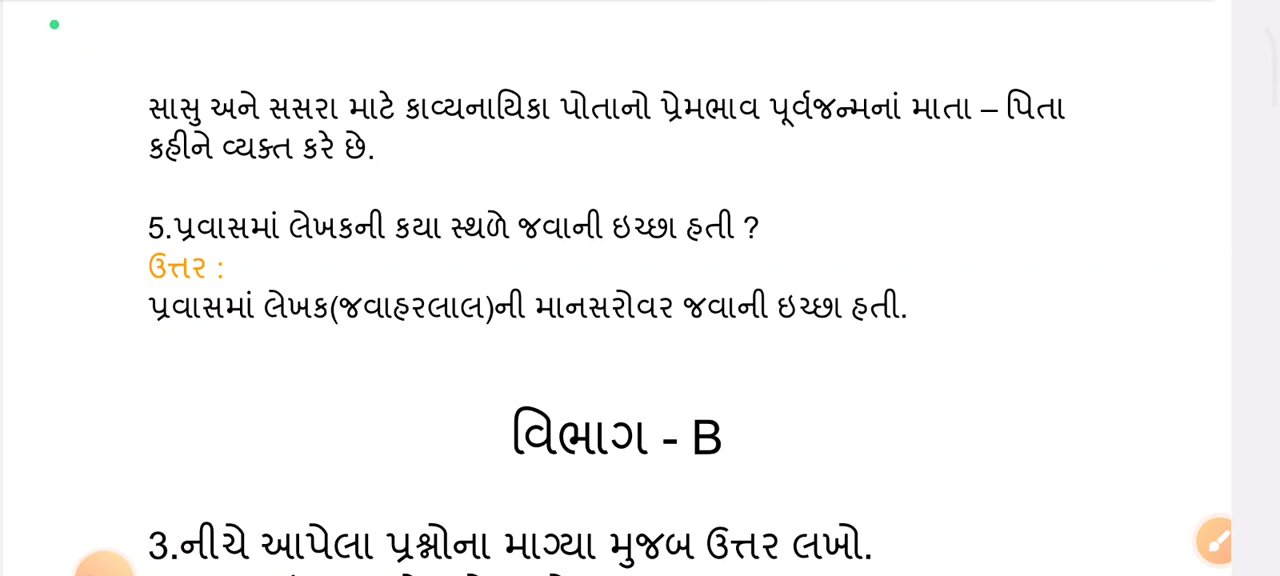 સાસુ અને સસરા માટે કાવ્યનાયિકા પોતાનો પ્રેમભાવ પૂર્વજન્મનાં માતા – પિતા
કહીને વ્યક્ત કરે છે.
5.પ્રવાસમાં લેખકની કયા સ્થળે જવાની ઇચ્છા હતી ?
ઉત્તર :
પ્રવાસમાં લેખક(જવાહરલાલ)ની માનસરોવર જવાની ઇચ્છા હતી.
વિભાગ - B
3.નીચે આપેલા પ્રશ્નોના માગ્યા મુજબ ઉત્તર લખો.